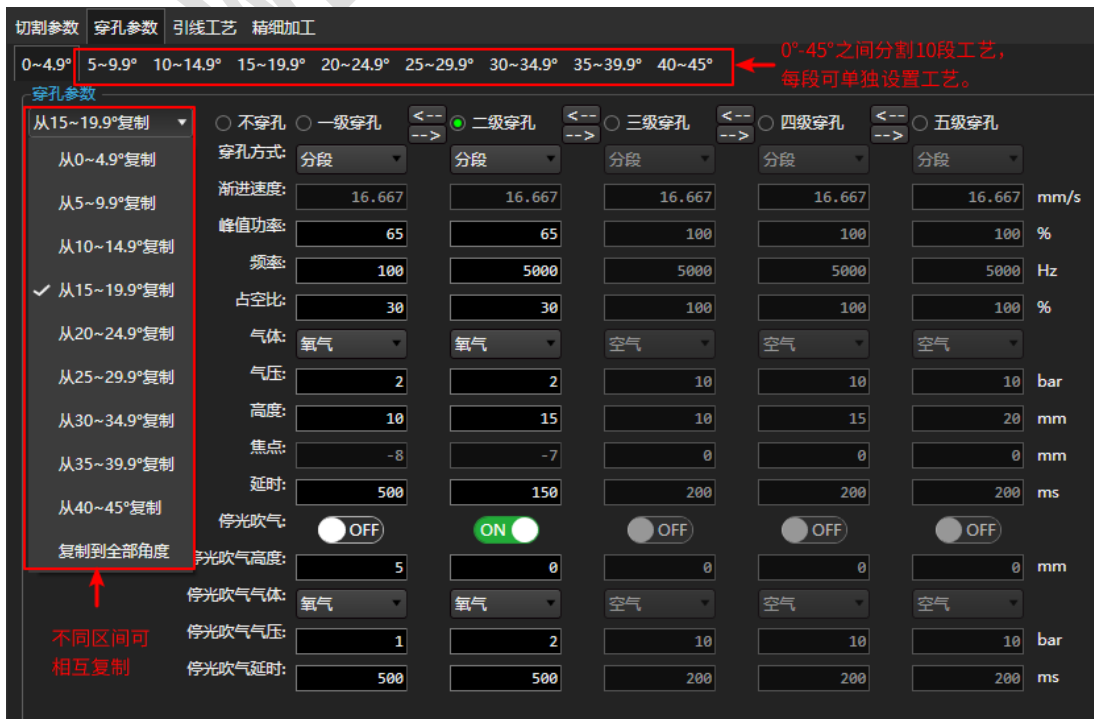 切割参数 穿孔参数 引线工艺 精细加工
0~4.9° 5~9.9° 10~14.9° 15~19.9° 20~24.9° 25~29.9° 30~34.9° 35~39.9° 40~45°
0°-45°之间分割10段工艺，
每段可单独设置工艺。
穿孔参数
从15~19.9°复制 不穿孔 一级穿孔 <-- --> 二级穿孔 <-- --> 三级穿孔 <-- --> 四级穿孔 <-- --> 五级穿孔
从0~4.9°复制
从5~9.9°复制
从10~14.9°复制
从15~19.9°复制
从20~24.9°复制
从25~29.9°复制
从30~34.9°复制
从35~39.9°复制
从40~45°复制
复制到全部角度
穿孔方式: 分段 分段 分段 分段 分段
渐进速度: 16.667 16.667 16.667 16.667 16.667 mm/s
峰值功率: 65 65 100 100 100 %
频率: 100 5000 5000 5000 5000 Hz
占空比: 30 30 100 100 100 %
气体: 氧气 氧气 空气 空气 空气
气压: 2 2 10 10 10 bar
高度: 10 15 10 15 20 mm
焦点: -8 -7 0 0 0 mm
延时: 500 150 200 200 200 ms
停光吹气: OFF ON OFF OFF OFF
停光吹气高度: 5 0 0 0 0 mm
停光吹气气体: 氧气 氧气 空气 空气 空气
停光吹气气压: 1 2 10 10 10 bar
停光吹气延时: 500 500 200 200 200 ms
不同区间可
相互复制